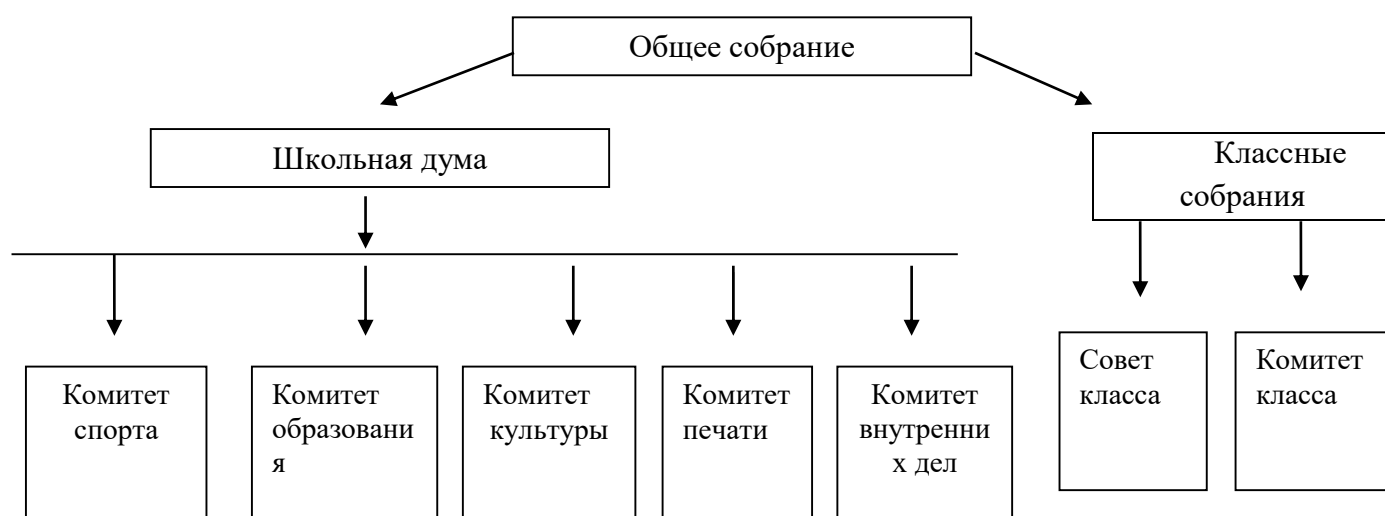 Общее собрание
Школьная дума
Классные
собрания
Комитет
спорта
Комитет
образовани
я
Комитет
культуры
Комитет
печати
Комитет
внутренни
х дел
Совет
класса
Комитет
класса